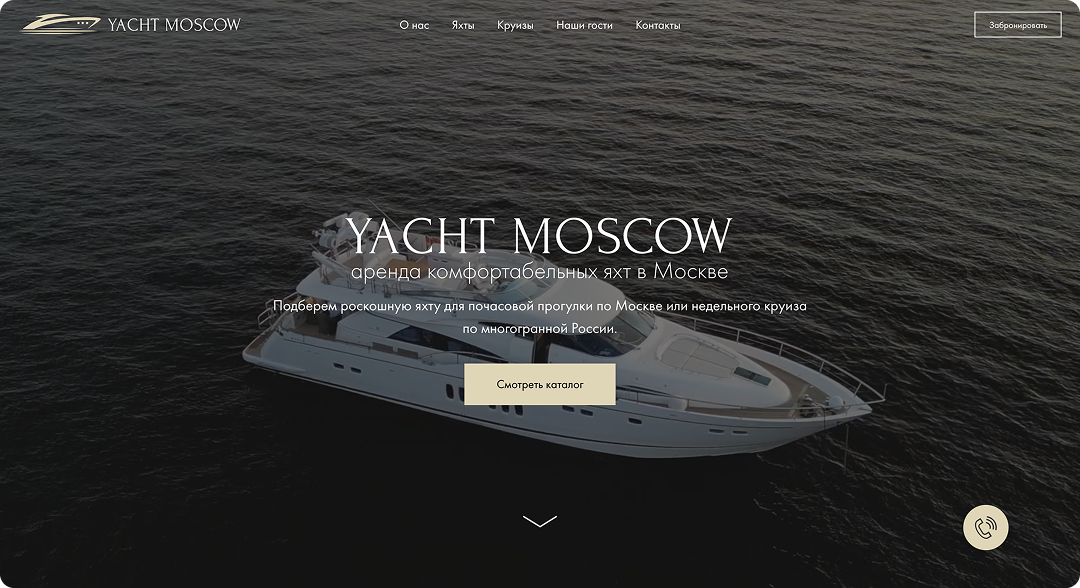 YACHT MOSCOW
О нас
Яхты
Круизы
Наши гости
Контакты
Забронировать
YACHT MOSCOW
аренда комфортабельных яхт в Москве
Подберем роскошную яхту для почасовой прогулки по Москве или недельного круиза
по многогранной России.
Смотреть каталог